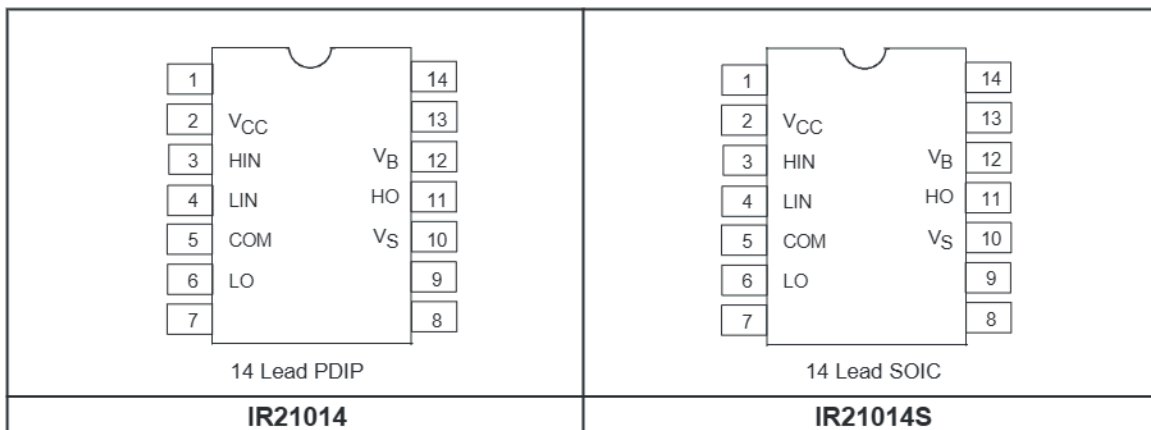 1 14
2 VCC 13
3 HIN VB 12
4 LIN HO 11
5 COM VS 10
6 LO 9
7 8
14 Lead PDIP
IR21014
1 14
2 VCC 13
3 HIN VB 12
4 LIN HO 11
5 COM VS 10
6 LO 9
7 8
14 Lead SOIC
IR21014S